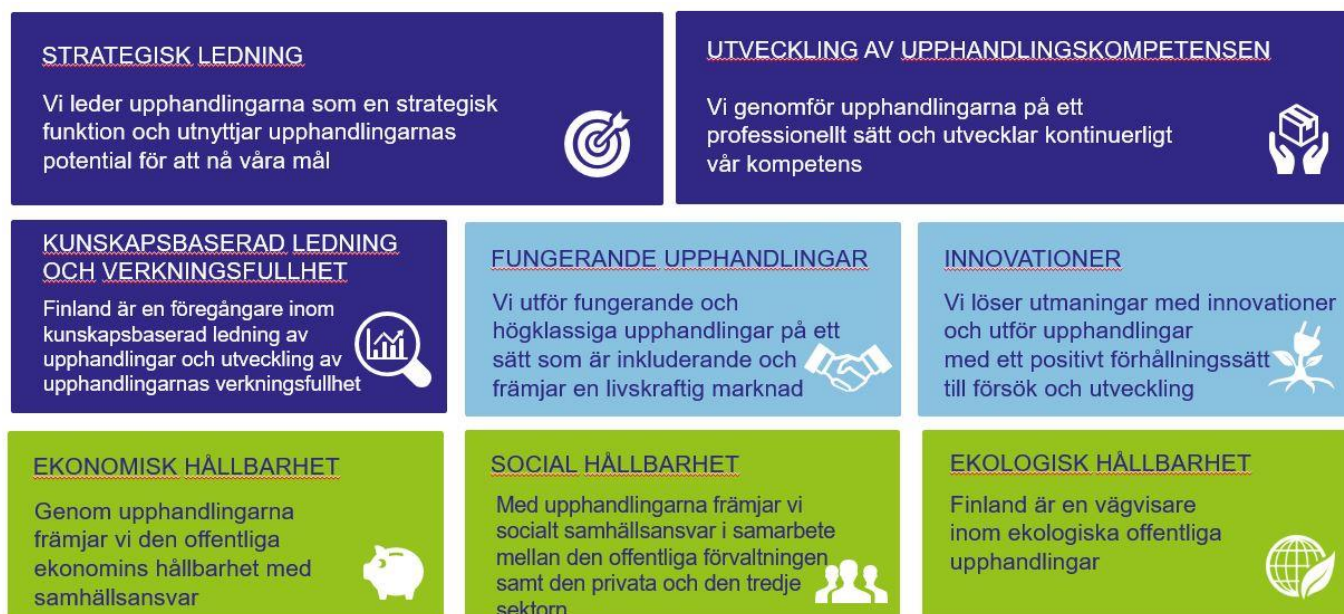 STRATEGISK LEDNING
Vi leder upphandlingarna som en strategisk
funktion och utnyttjar upphandlingarnas
potential för att nå våra mål
UTVECKLING AV UPPHANDLINGSKOMPETENSEN
Vi genomför upphandlingarna på ett
professionellt sätt och utvecklar kontinuerligt
vår kompetens
KUNSKAPSBASERAD LEDNING
OCH VERKNINGSFULLHET
Finland är en föregångare inom
kunskapsbaserad ledning av
upphandlingar och utveckling av
upphandlingarnas verkningsfullhet
FUNGERANDE UPPHANDLINGAR
Vi utför fungerande och
högklassiga upphandlingar på ett
sätt som är inkluderande och
främjar en livskraftig marknad
INNOVATIONER
Vi löser utmaningar med innovationer
och utför upphandlingar
med ett positivt förhållningssätt
till försök och utveckling
EKONOMISK HÅLLBARHET
Genom upphandlingarna
främjar vi den offentliga
ekonomins hållbarhet med
samhällsansvar
SOCIAL HÅLLBARHET
Med upphandlingarna främjar vi
socialt samhällsansvar i samarbete
mellan den offentliga förvaltningen
samt den privata och den tredje
sektorn
EKOLOGISK HÅLLBARHET
Finland är en vägvisare
inom ekologiska offentliga
upphandlingar